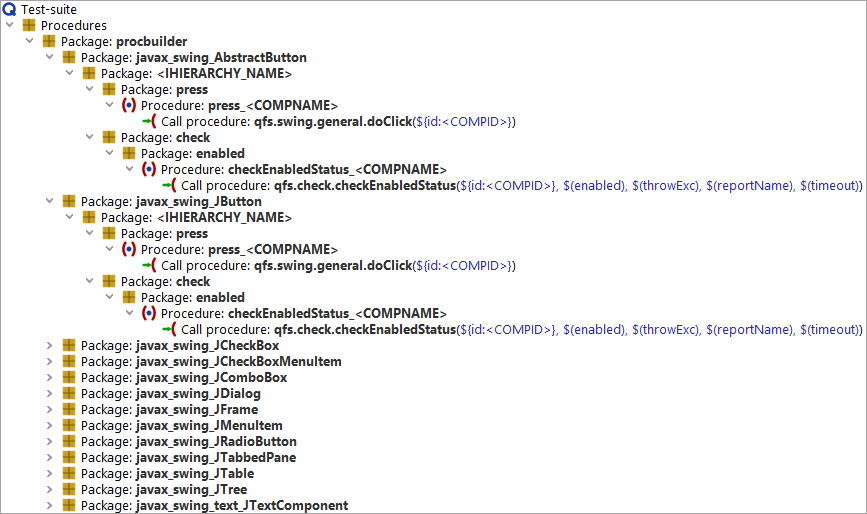 Test-suite
Procedures
Package: procbuilder
Package: javax_swing_AbstractButton
Package: <IHIERARCHY_NAME>
Package: press
Procedure: press_<COMPNAME>
Call procedure: qfs.swing.general.doClick(${id:<COMPID>})
Package: check
Package: enabled
Procedure: checkEnabledStatus_<COMPNAME>
Call procedure: qfs.check.checkEnabledStatus(${id:<COMPID>}, $(enabled), $(throwExc), $(reportName), $(timeout))
Package: javax_swing_JButton
Package: <IHIERARCHY_NAME>
Package: press
Procedure: press_<COMPNAME>
Call procedure: qfs.swing.general.doClick(${id:<COMPID>})
Package: check
Package: enabled
Procedure: checkEnabledStatus_<COMPNAME>
Call procedure: qfs.check.checkEnabledStatus(${id:<COMPID>}, $(enabled), $(throwExc), $(reportName), $(timeout))
Package: javax_swing_JCheckBox
Package: javax_swing_JCheckBoxMenuItem
Package: javax_swing_JComboBox
Package: javax_swing_JDialog
Package: javax_swing_JFrame
Package: javax_swing_JMenuItem
Package: javax_swing_JRadioButton
Package: javax_swing_JTabbedPane
Package: javax_swing_JTable
Package: javax_swing_JTree
Package: javax_swing_text_JTextComponent